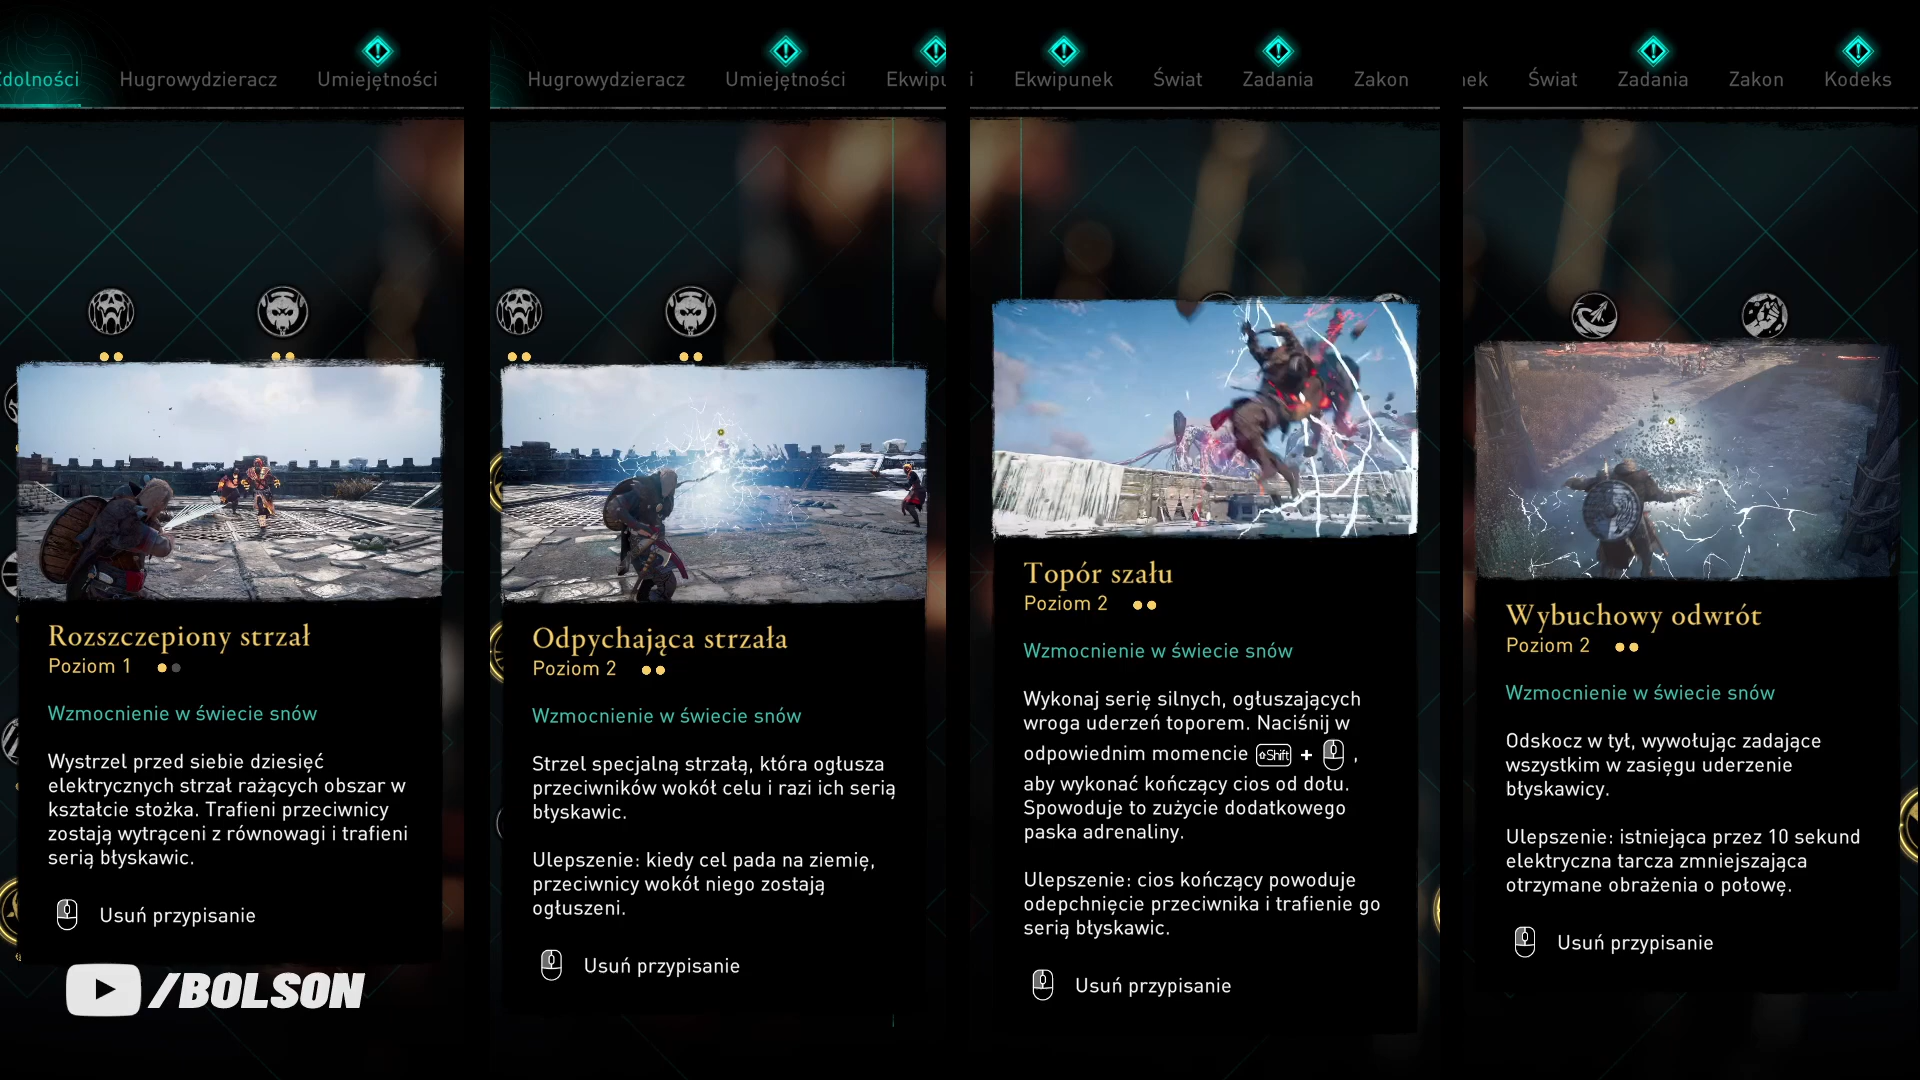 Zdolności Hugrowydzieracz Umiejętności
Rozszczepiony strzał
Poziom 1
Wzmocnienie w świecie snów
Wystrzel przed siebie dziesięć
elektrycznych strzał rażących obszar w
kształcie stożka. Trafieni przeciwnicy
zostają wytrąceni z równowagi i trafieni
serią błyskawic.
Usuń przypisanie
/BOLSON
Hugrowydzieracz Umiejętności Ekwipu
Odpychająca strzała
Poziom 2
Wzmocnienie w świecie snów
Strzel specjalną strzałą, która ogłusza
przeciwników wokół celu i razi ich serią
błyskawic.
Ulepszenie: kiedy cel pada na ziemię,
przeciwnicy wokół niego zostają
ogłuszeni.
Usuń przypisanie
i Ekwipunek Świat Zadania Zakon
Topór szału
Poziom 2
Wzmocnienie w świecie snów
Wykonaj serię silnych, ogłuszających
wroga uderzeń toporem. Naciśnij w
odpowiednim momencie Shift + ,
aby wykonać kończący cios od dołu.
Spowoduje to zużycie dodatkowego
paska adrenaliny.
Ulepszenie: cios kończący powoduje
odepchnięcie przeciwnika i trafienie go
serią błyskawic.
Usuń przypisanie
nek Świat Zadania Zakon Kodeks
Wybuchowy odwrót
Poziom 2
Wzmocnienie w świecie snów
Odskocz w tył, wywołując zadające
wszystkim w zasięgu uderzenie
błyskawicy.
Ulepszenie: istniejąca przez 10 sekund
elektryczna tarcza zmniejszająca
otrzymane obrażenia o połowę.
Usuń przypisanie